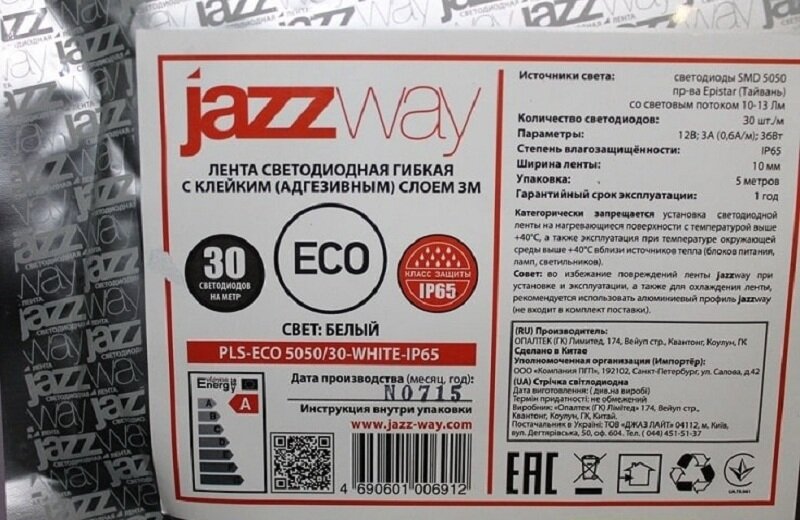 jazzway
ЛЕНТА СВЕТОДИОДНАЯ ГИБКАЯ
С КЛЕЙКИМ (АДГЕЗИВНЫМ) СЛОЕМ 3М
30
СВЕТОДИОДОВ
НА МЕТР
ECO
КЛАСС ЗАЩИТЫ
IP65
СВЕТ: БЕЛЫЙ
PLS-ECO 5050/30-WHITE-IP65
Energy
A
Дата производства (месяц, год):
N0715
Инструкция внутри упаковки
www.jazz-way.com
4 690601 006912
Источники света: светодиоды SMD 5050
пр-ва Epistar (Тайвань)
со световым потоком 10-13 Лм
Количество светодиодов: 30 шт./м
Параметры: 12В; 3А (0,6А/м); 36Вт
Степень влагозащищённости: IP65
Ширина ленты: 10 мм
Упаковка: 5 метров
Гарантийный срок эксплуатации: 1 год
Категорически запрещается установка светодиодной
ленты на нагревающиеся поверхности с температурой выше
+40°С, а также эксплуатация при температуре окружающей
среды выше +40°С вблизи источников тепла (блоков питания,
ламп, светильников).
Совет: во избежание повреждений ленты jazzway при
установке и эксплуатации, а также для охлаждения ленты,
рекомендуется использовать алюминиевый профиль jazzway
(не входит в комплект поставки).
(RU) Производитель:
ОПАЛТЕК (ГК) Лимитед, 174, Вейуп стр., Квантонг, Коулун, ГК
Сделано в Китае
Уполномоченная организация (Импортёр):
ООО «Компания ПГП», 192102, Санкт-Петербург, ул. Салова, д.42
(UA) Стрічка світлодіодна
Дата виготовлення: (див.на виробі)
Термін придатності: не обмежений
Виробник: «Опалтек (ГК) Лімітед» 174, Вейуп стр.,
Квантонг, Коулун, ГК, Китай.
Постачальник в Україні: ТОВ «ДЖАЗ ЛАЙТ» 04112, м, Київ,
вул. Дегтярівська, 50, оф. 604. Тел. (044) 451-51-37
EAC